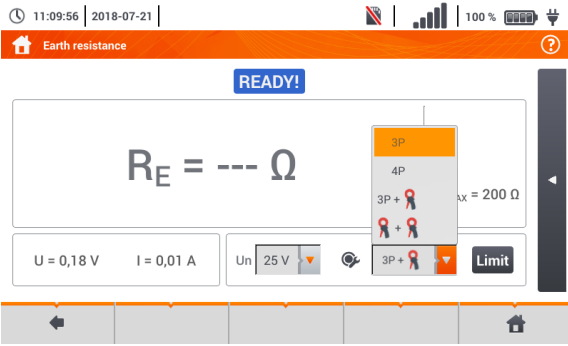 11:09:56 2018-07-21 100 %
Earth resistance ?
READY!
RE = --- Ω
3P
4P
3P +
+
= 200 Ω
U = 0,18 V I = 0,01 A Un 25 V 3P + Limit